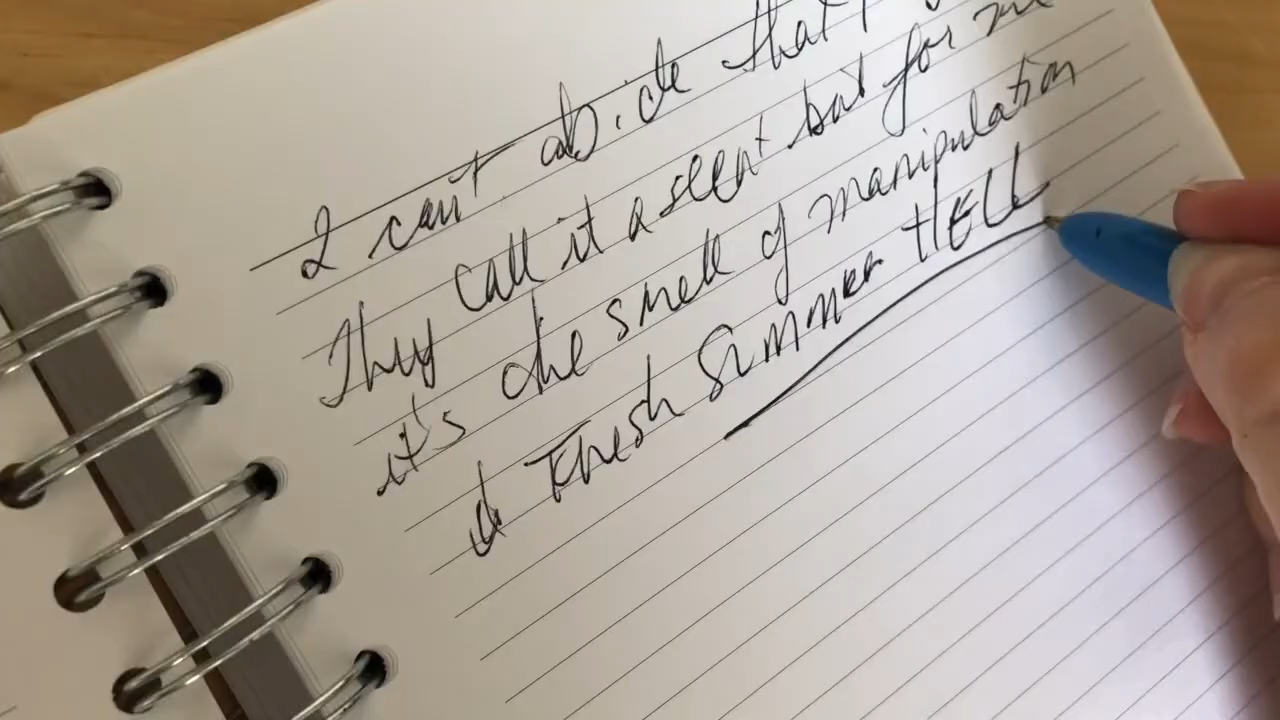 I can't abide that
They call it a scent but for me
it's the smell of manipulation
& Fresh Summer HELL